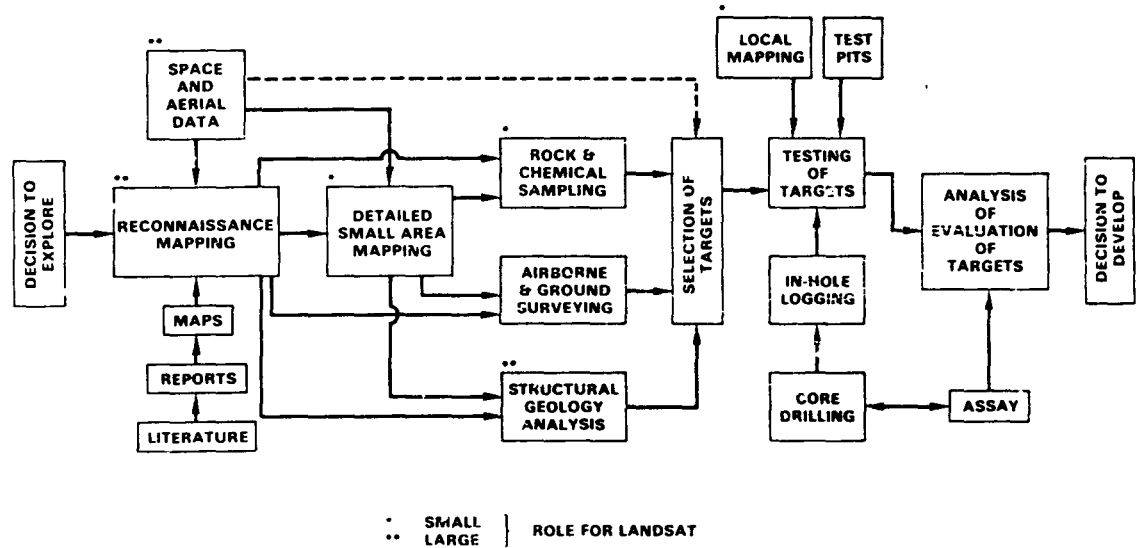 ••
SPACE
AND
AERIAL
DATA
DECISION TO
EXPLORE
••
RECONNAISSANCE
MAPPING
MAPS
REPORTS
LITERATURE
•
DETAILED
SMALL AREA
MAPPING
•
ROCK &
CHEMICAL
SAMPLING
AIRBORNE
& GROUND
SURVEYING
••
STRUCTURAL
GEOLOGY
ANALYSIS
SELECTION OF
TARGETS
•
LOCAL
MAPPING
TEST
PITS
TESTING
OF
TARGETS
IN-HOLE
LOGGING
CORE
DRILLING
ASSAY
ANALYSIS
OF
EVALUATION
OF
TARGETS
DECISION TO
DEVELOP
• SMALL
•• LARGE
ROLE FOR LANDSAT